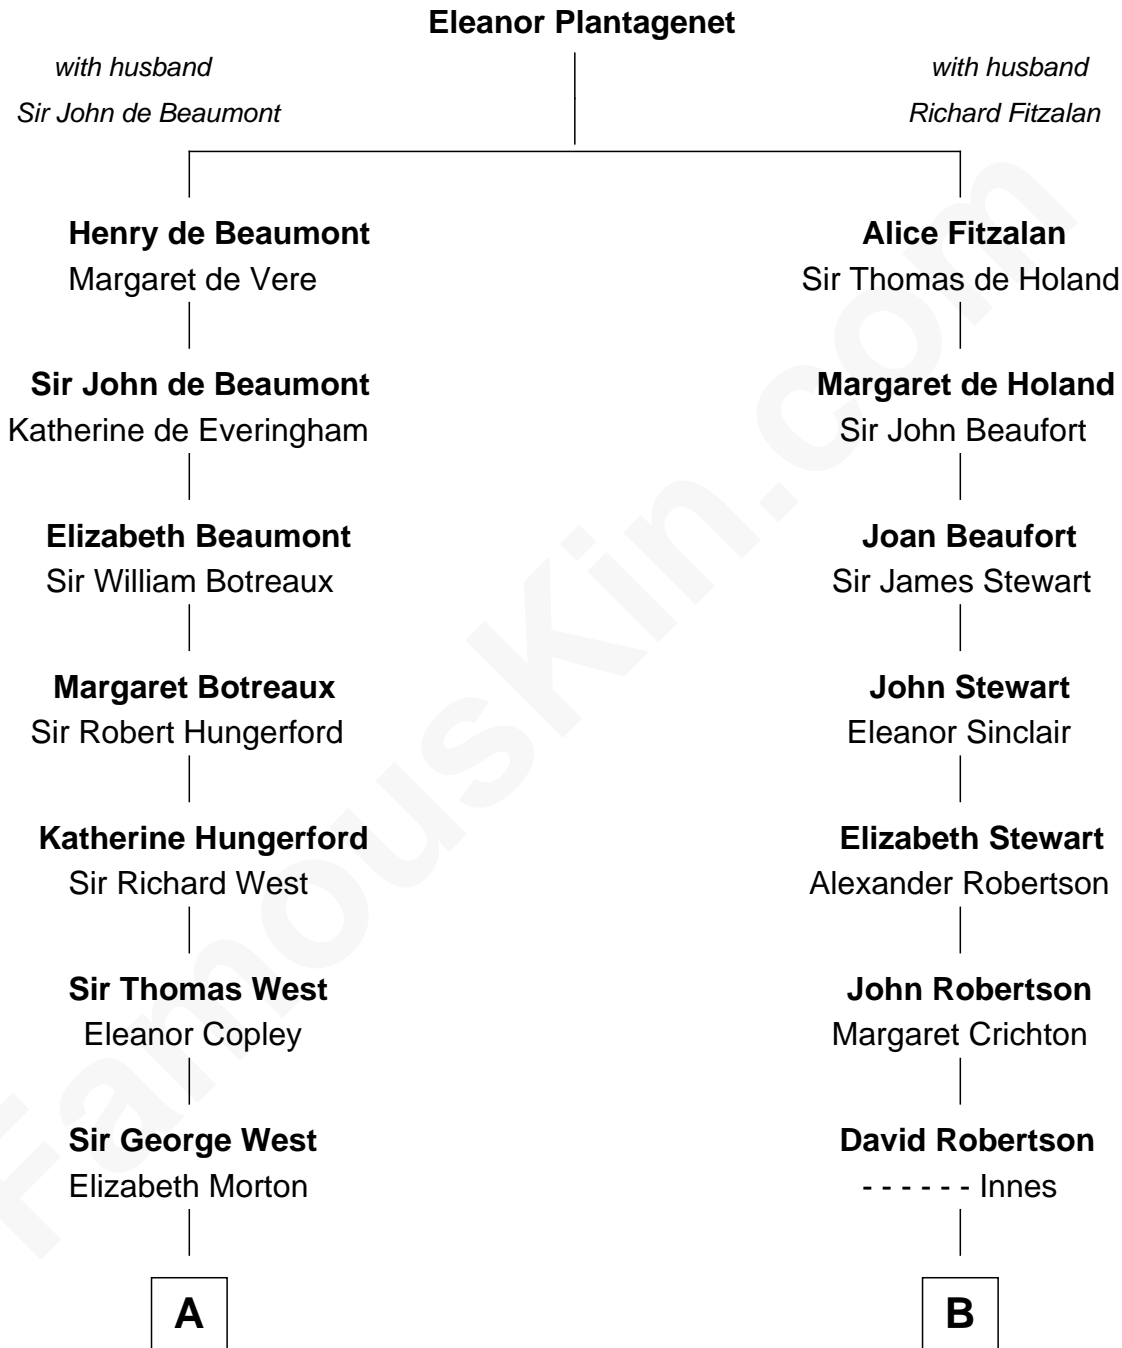 Eleanor Plantagenet
with husband
Sir John de Beaumont
with husband
Richard Fitzalan
Henry de Beaumont
Margaret de Vere
Alice Fitzalan
Sir Thomas de Holand
Sir John de Beaumont
Katherine de Everingham
Margaret de Holand
Sir John Beaufort
Elizabeth Beaumont
Sir William Botreaux
Joan Beaufort
Sir James Stewart
Margaret Botreaux
Sir Robert Hungerford
John Stewart
Eleanor Sinclair
Katherine Hungerford
Sir Richard West
Elizabeth Stewart
Alexander Robertson
Sir Thomas West
Eleanor Copley
John Robertson
Margaret Crichton
Sir George West
Elizabeth Morton
David Robertson
- - - - - - Innes
A
B
FamousKin.com